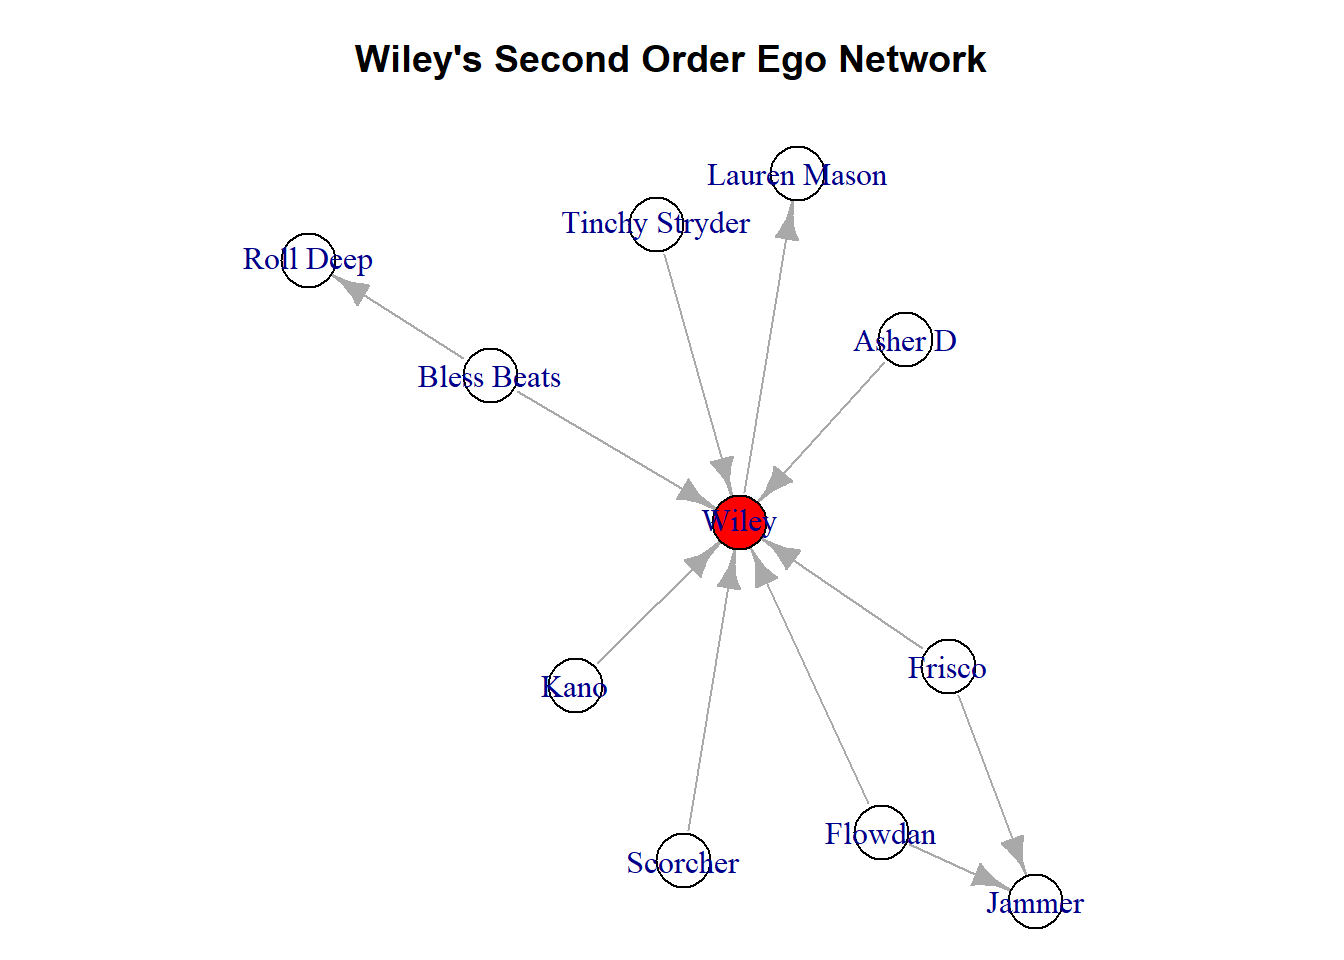 Wiley's Second Order Ego Network
Lauren Mason
Tinchy Stryder
Roll Deep
Asher D
Bless Beats
Wiley
Frisco
Kano
Flowdan
Scorcher
Jammer